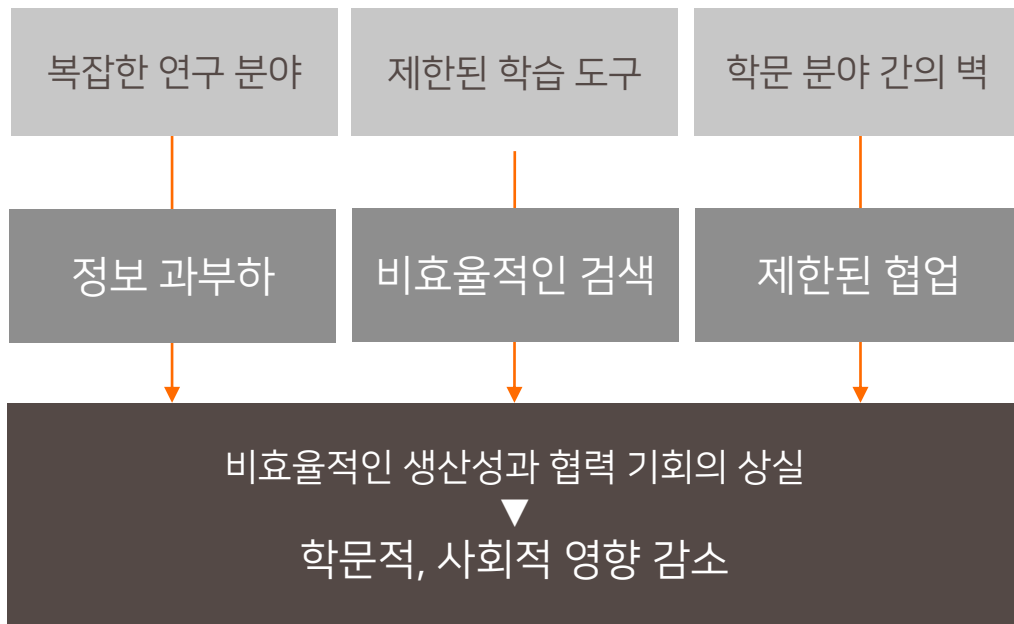 복잡한 연구 분야
제한된 학습 도구
학문 분야 간의 벽
정보 과부하
비효율적인 검색
제한된 협업
비효율적인 생산성과 협력 기회의 상실
▼
학문적, 사회적 영향 감소